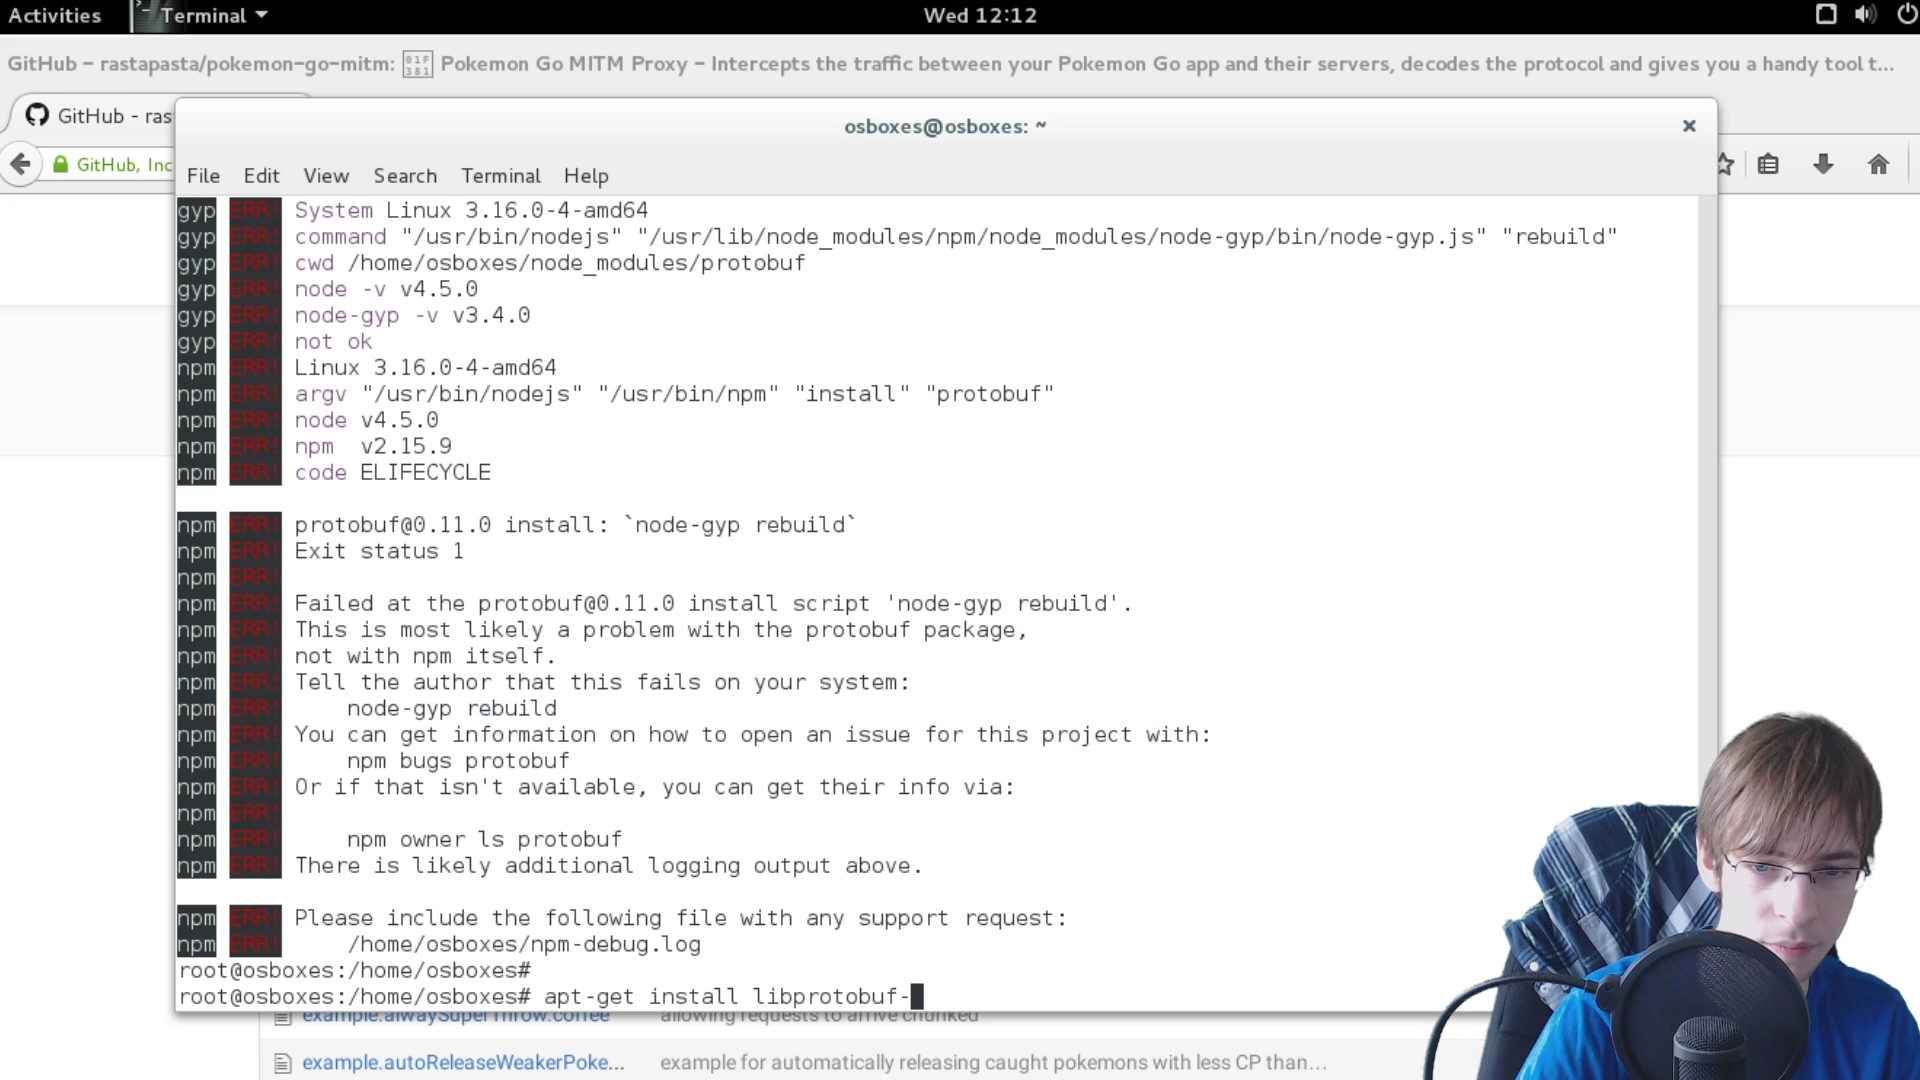 Activities
Terminal
Wed 12:12
GitHub – rastapasta/pokemon-go-mitm: 01F381 Pokemon Go MITM Proxy – Intercepts the traffic between your Pokemon Go app and their servers, decodes the protocol and gives you a handy tool t...
GitHub - ras
osboxes@osboxes: ~
GitHub, Inc
File Edit View Search Terminal Help
gyp ERR! System Linux 3.16.0-4-amd64
gyp ERR! command "/usr/bin/nodejs" "/usr/lib/node_modules/npm/node_modules/node-gyp/bin/node-gyp.js" "rebuild"
gyp ERR! cwd /home/osboxes/node_modules/protobuf
gyp ERR! node -v v4.5.0
gyp ERR! node-gyp -v v3.4.0
gyp ERR! not ok
npm ERR! Linux 3.16.0-4-amd64
npm ERR! argv "/usr/bin/nodejs" "/usr/bin/npm" "install" "protobuf"
npm ERR! node v4.5.0
npm ERR! npm  v2.15.9
npm ERR! code ELIFECYCLE
npm ERR! protobuf@0.11.0 install: `node-gyp rebuild`
npm ERR! Exit status 1
npm ERR!
npm ERR! Failed at the protobuf@0.11.0 install script 'node-gyp rebuild'.
npm ERR! This is most likely a problem with the protobuf package,
npm ERR! not with npm itself.
npm ERR! Tell the author that this fails on your system:
npm ERR!     node-gyp rebuild
npm ERR! You can get information on how to open an issue for this project with:
npm ERR!     npm bugs protobuf
npm ERR! Or if that isn't available, you can get their info via:
npm ERR!
npm ERR!     npm owner ls protobuf
npm ERR! There is likely additional logging output above.
npm ERR! Please include the following file with any support request:
npm ERR!     /home/osboxes/npm-debug.log
root@osboxes:/home/osboxes#
root@osboxes:/home/osboxes# apt-get install libprotobuf-
example.alwaySuperThrow.coffee allowing requests to arrive chunked
example.autoReleaseWeakerPoke... example for automatically releasing caught pokemons with less CP than...